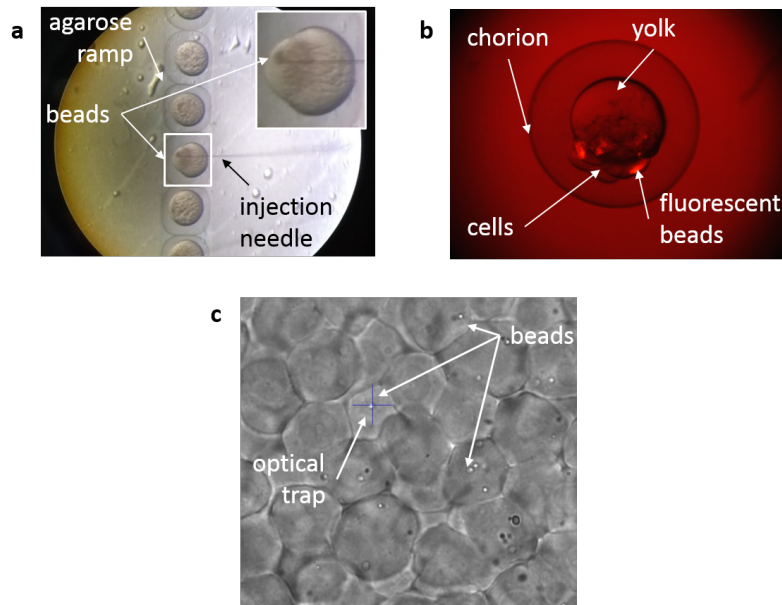 a
agarose
ramp
beads
injection
needle
b
chorion
yolk
cells
fluorescent
beads
c
beads
optical
trap